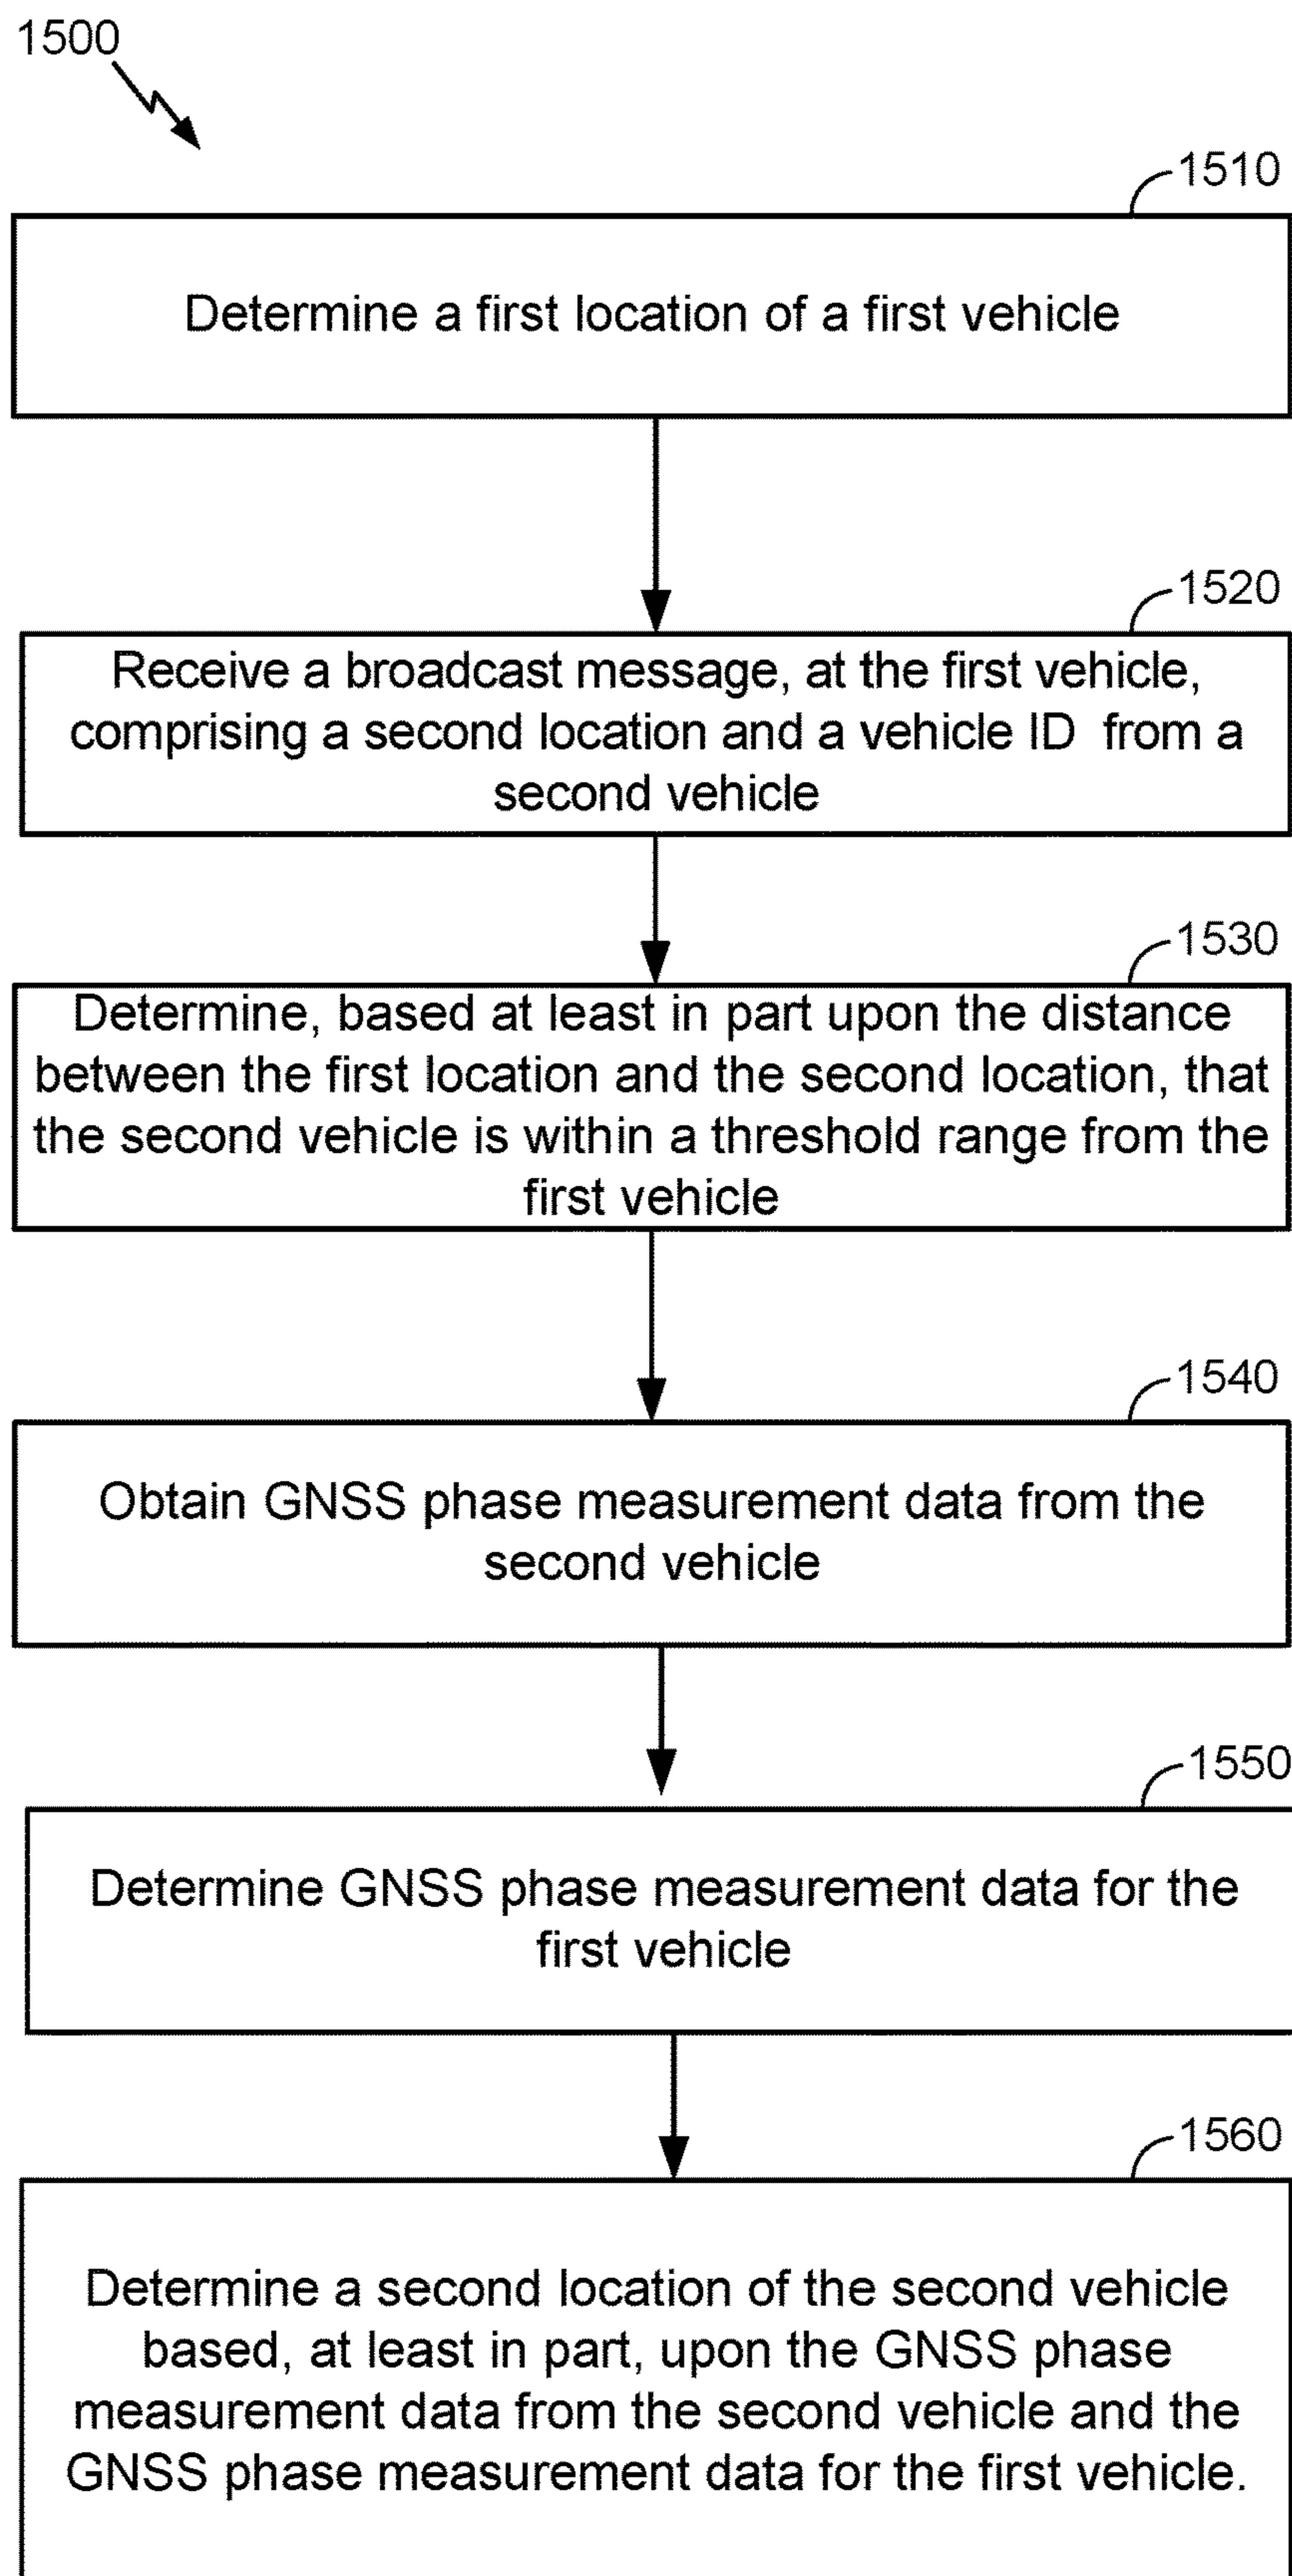 1500
1510
Determine a first location of a first vehicle
1520
Receive a broadcast message, at the first vehicle,
comprising a second location and a vehicle ID from a
second vehicle
1530
Determine, based at least in part upon the distance
between the first location and the second location, that
the second vehicle is within a threshold range from the
first vehicle
1540
Obtain GNSS phase measurement data from the
second vehicle
1550
Determine GNSS phase measurement data for the
first vehicle
1560
Determine a second location of the second vehicle
based, at least in part, upon the GNSS phase
measurement data from the second vehicle and the
GNSS phase measurement data for the first vehicle.